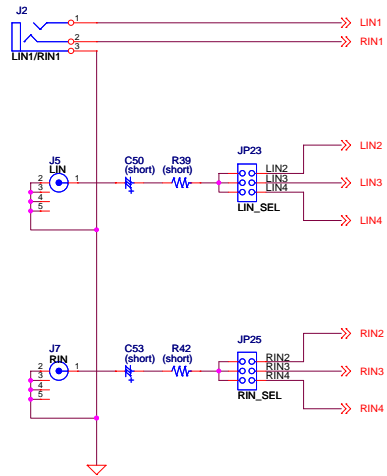 J2
1
LIN1
2
RIN1
3
LIN1/RIN1
JP23
LIN2
J5
LIN
C50
(short)
R39
(short)
LIN2
2
1
LIN3
LIN3
3
LIN4
4
5
LIN_SEL
LIN4
JP25
RIN2
J7
RIN
C53
(short)
R42
(short)
RIN2
2
1
RIN3
RIN3
3
RIN4
4
5
RIN_SEL
RIN4